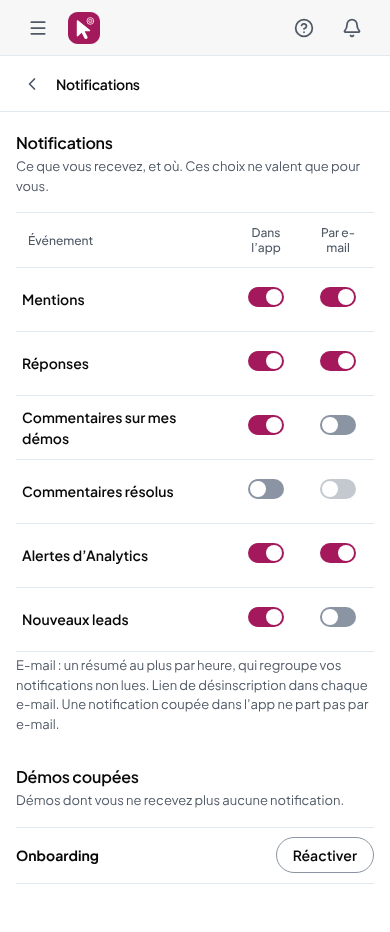 Notifications
Notifications
Ce que vous recevez, et où. Ces choix ne valent que pour
vous.
Événement
Dans
l’app
Par e-
mail
Mentions
Réponses
Commentaires sur mes
démos
Commentaires résolus
Alertes d’Analytics
Nouveaux leads
E-mail : un résumé au plus par heure, qui regroupe vos
notifications non lues. Lien de désinscription dans chaque
e-mail. Une notification coupée dans l’app ne part pas par
e-mail.
Démos coupées
Démos dont vous ne recevez plus aucune notification.
Onboarding
Réactiver